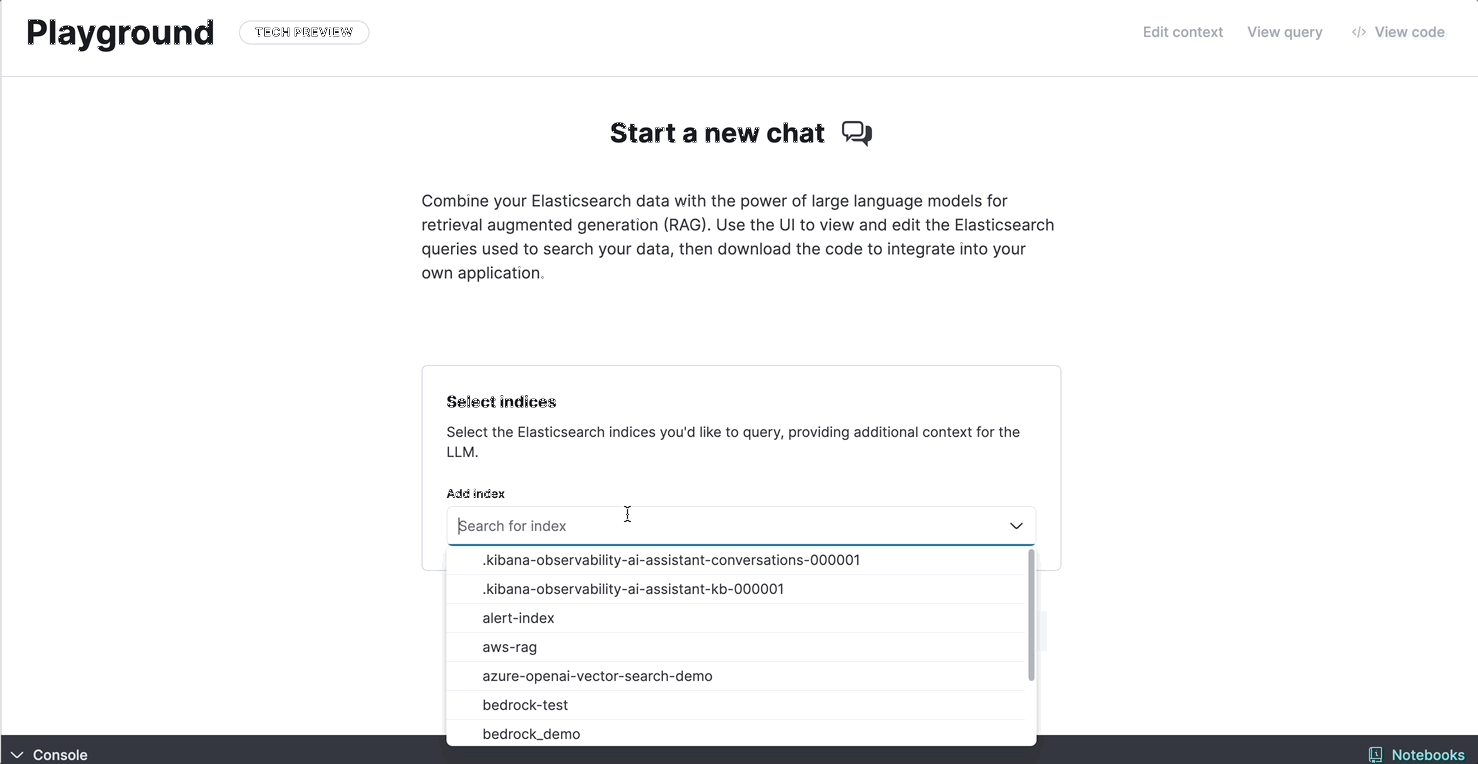 Playground
TECH PREVIEW
Edit context
View query
</> View code
Start a new chat
Combine your Elasticsearch data with the power of large language models for
retrieval augmented generation (RAG). Use the UI to view and edit the Elasticsearch
queries used to search your data, then download the code to integrate into your
own application.
Select indices
Select the Elasticsearch indices you'd like to query, providing additional context for the
LLM.
Add index
Search for index
.kibana-observability-ai-assistant-conversations-000001
.kibana-observability-ai-assistant-kb-000001
alert-index
aws-rag
azure-openai-vector-search-demo
bedrock-test
bedrock_demo
Console
Notebooks